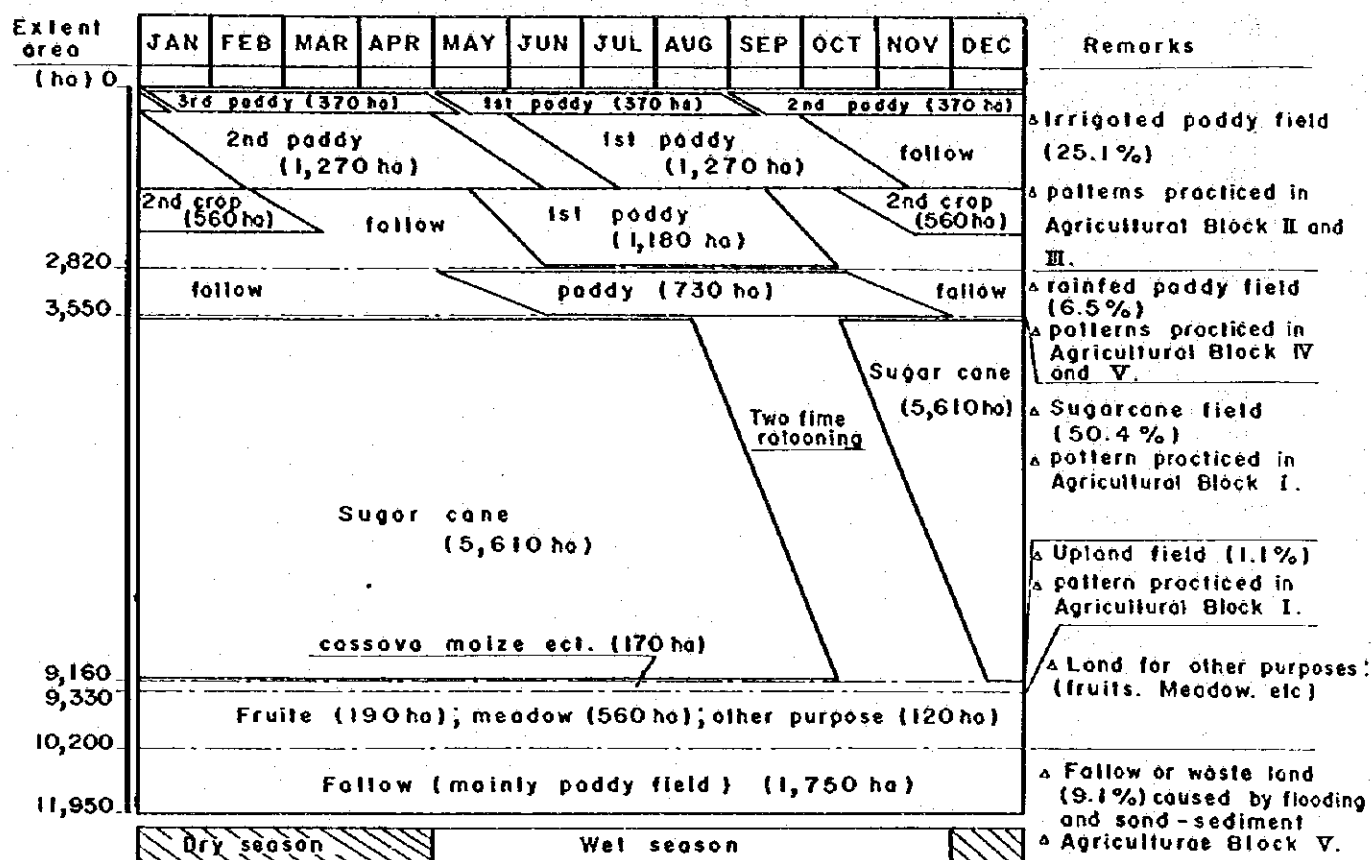 Extent area (ha)
JAN FEB MAR APR MAY JUN JUL AUG SEP OCT NOV DEC
Remarks
0
3rd paddy (370 ha)
1st paddy (370 ha)
2nd paddy (370 ha)
2nd paddy
(1,270 ha)
1st paddy
(1,270 ha)
follow
2nd crop
(560 ha)
follow
1st paddy
(1,180 ha)
2nd crop
(560 ha)
2,820
follow
paddy (730 ha)
follow
3,550
Sugar cane
(5,610 ha)
Two fime
ratooning
Sugar cane
(5,610 ha)
cassava maize ect. (170 ha)
9,160
9,330
Fruite (190 ha); meadow (560 ha); other purpose (120 ha)
10,200
Fallow (mainly paddy field) (1,750 ha)
11,950
Dry season
Wet season
△ Irrigated paddy field
(25.1%)
△ patterns practiced in
Agricultural Block II and
III.
△ rainfed paddy field
(6.5%)
△ patterns practiced in
Agricultural Block IV
and V.
△ Sugarcane field
(50.4%)
△ pattern practiced in
Agricultural Block I.
△ Upland field (1.1%)
△ pattern practiced in
Agricultural Block I.
△ Land for other purposes:
(fruits. Meadow. etc)
△ Fallow or waste land
(9.1%) caused by flooding
and sand-sediment
△ Agriculturae Block V.